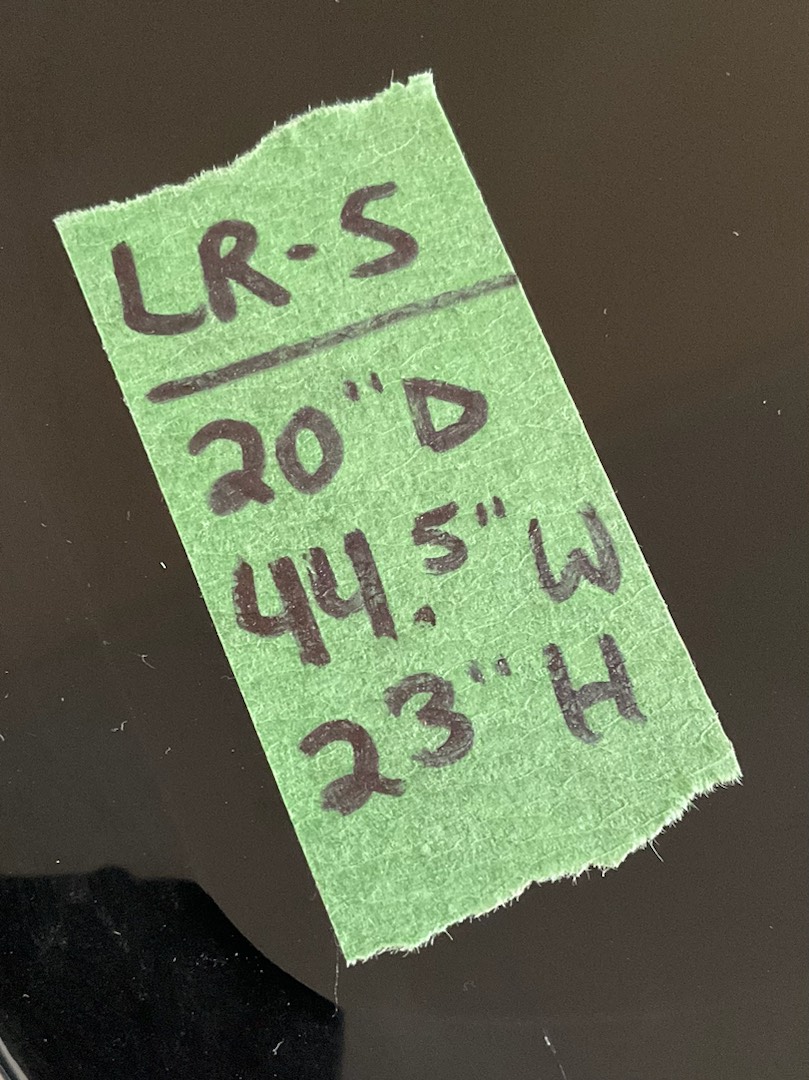 LR-S
20" D
44.5" W
23" H